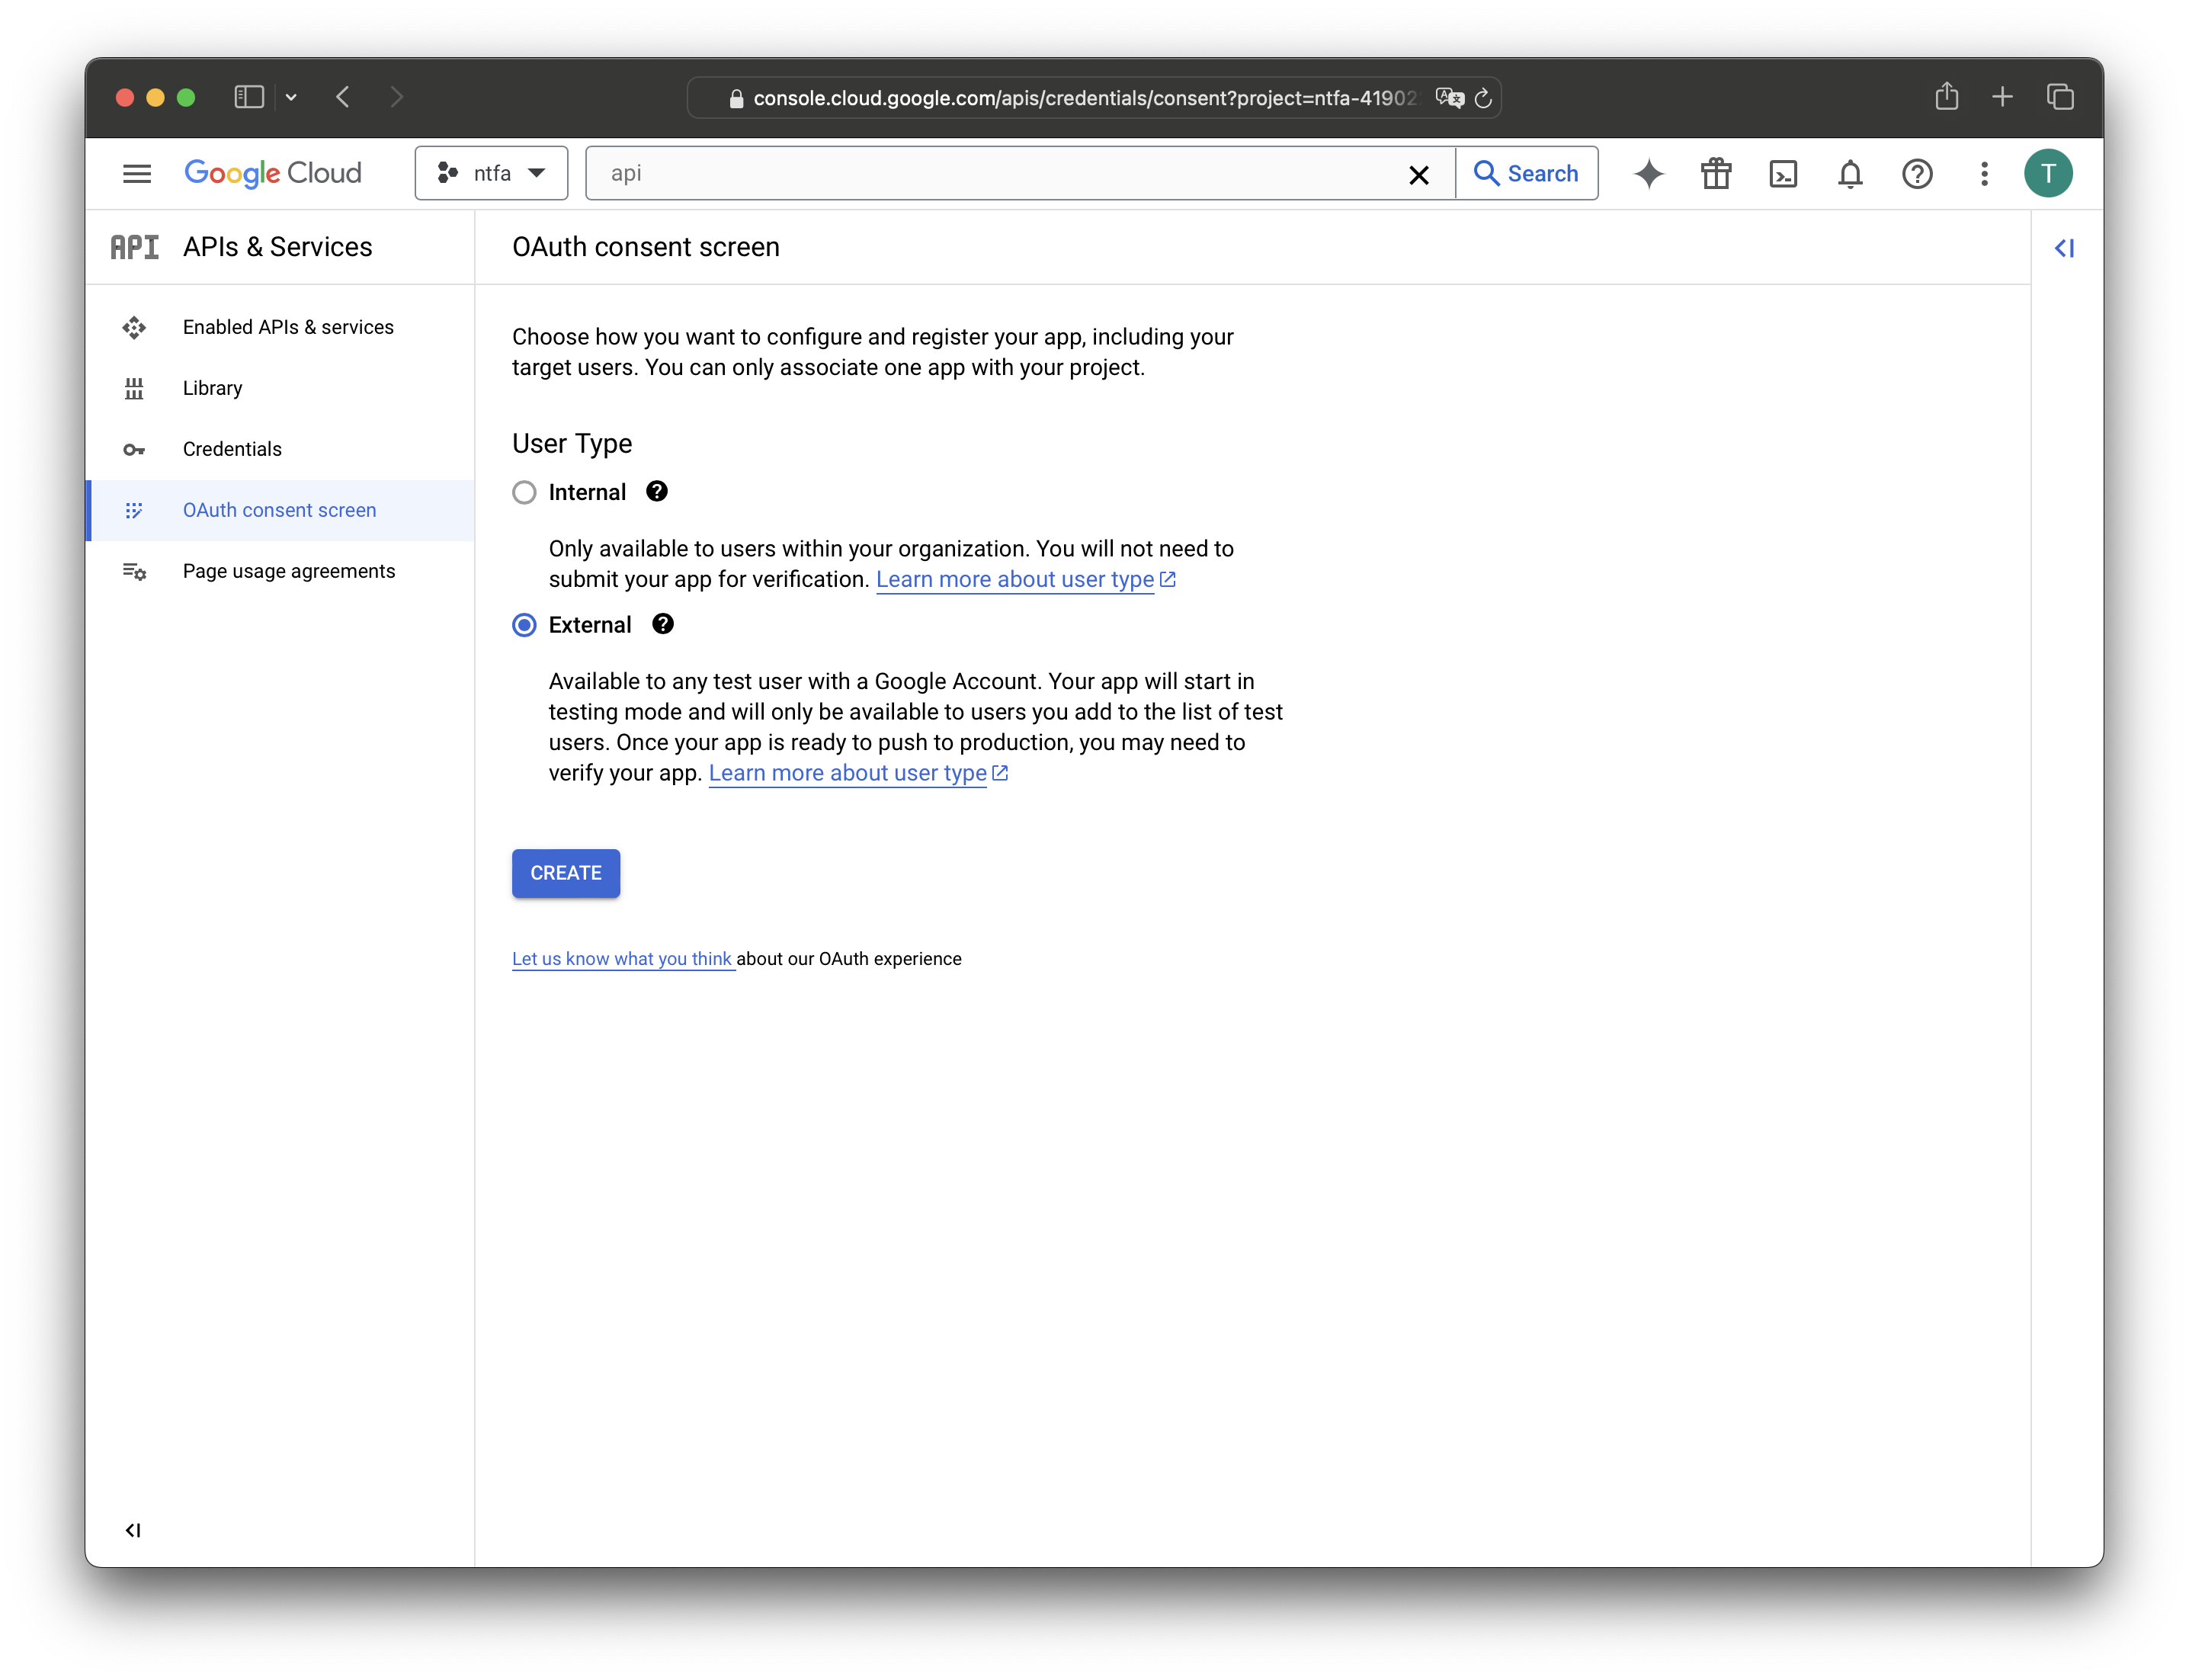 console.cloud.google.com/apis/credentials/consent?project=ntfa-41902
Google Cloud
ntfa
api
Search
T
API APIs & Services
Enabled APIs & services
Library
Credentials
OAuth consent screen
Page usage agreements
OAuth consent screen
Choose how you want to configure and register your app, including your
target users. You can only associate one app with your project.
User Type
Internal
Only available to users within your organization. You will not need to
submit your app for verification. Learn more about user type
External
Available to any test user with a Google Account. Your app will start in
testing mode and will only be available to users you add to the list of test
users. Once your app is ready to push to production, you may need to
verify your app. Learn more about user type
CREATE
Let us know what you think about our OAuth experience